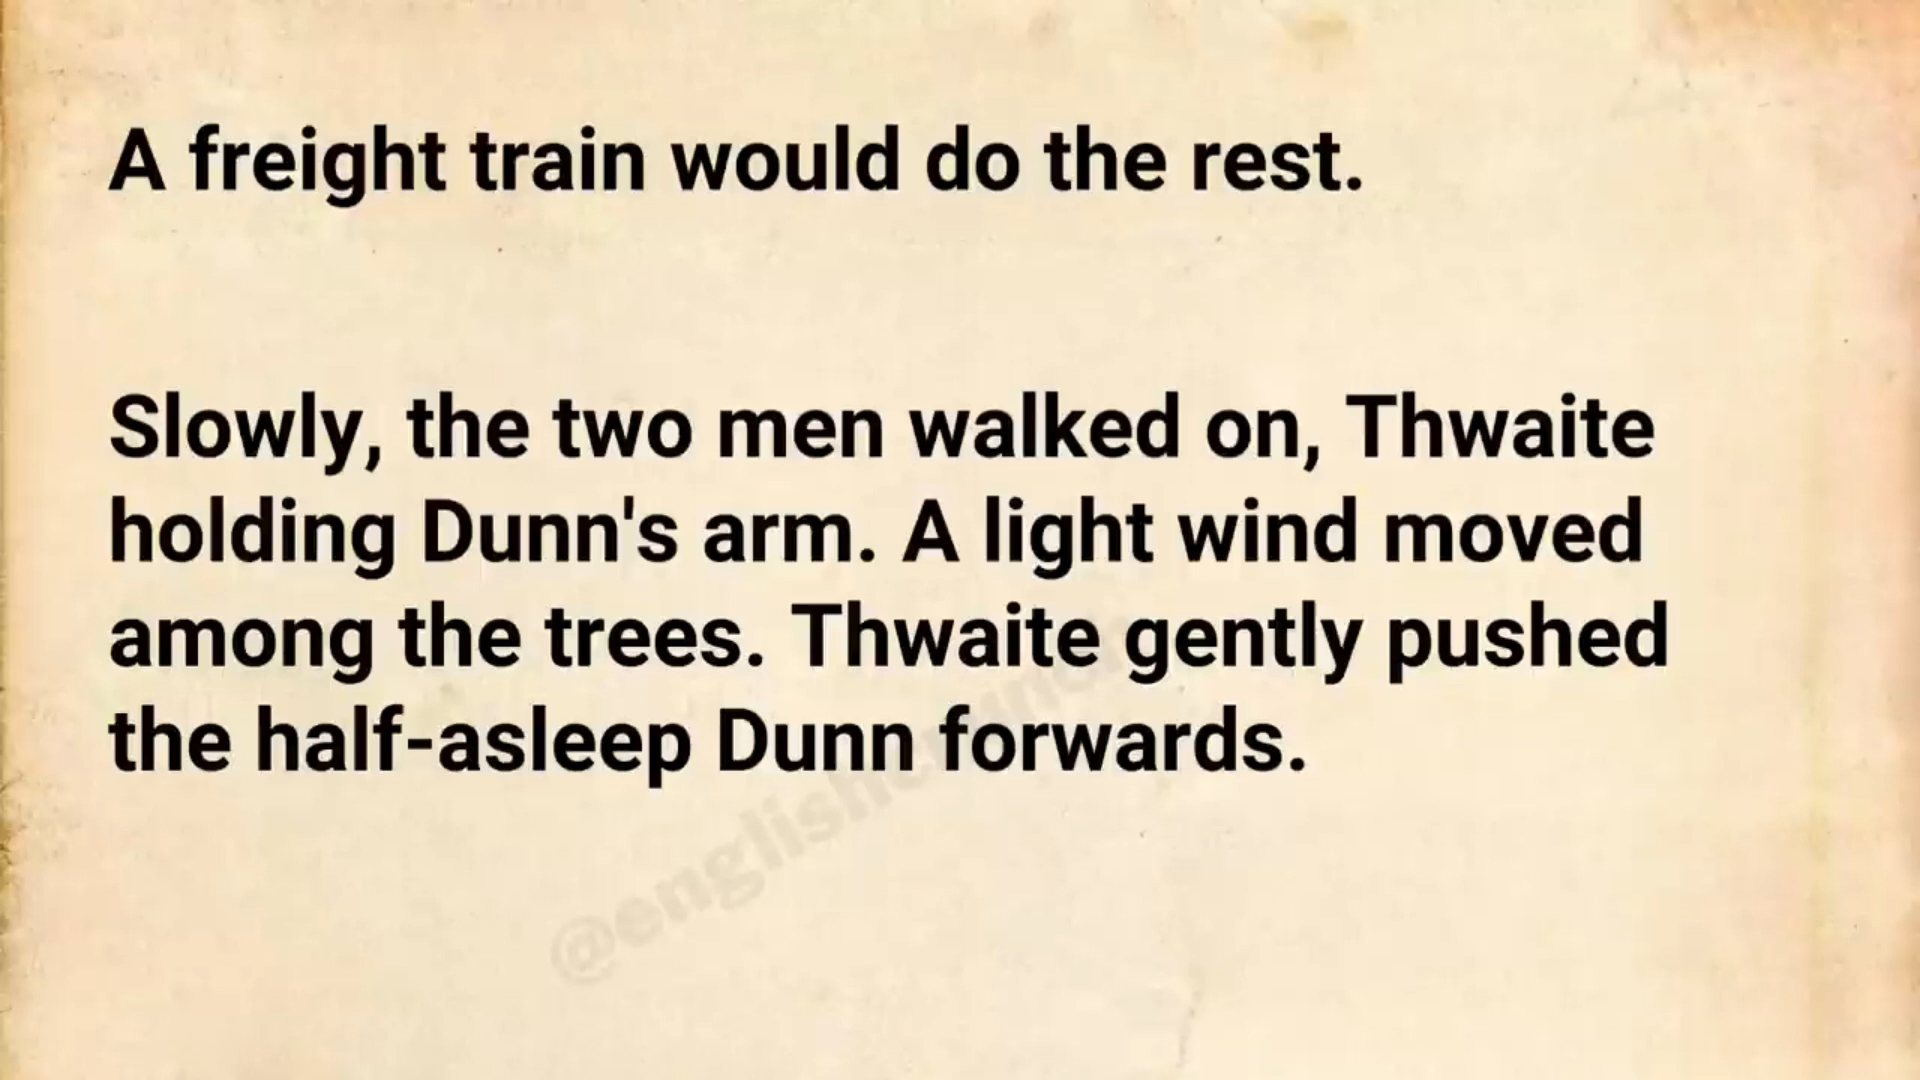 A freight train would do the rest.
Slowly, the two men walked on, Thwaite
holding Dunn's arm. A light wind moved
among the trees. Thwaite gently pushed
the half-asleep Dunn forwards.